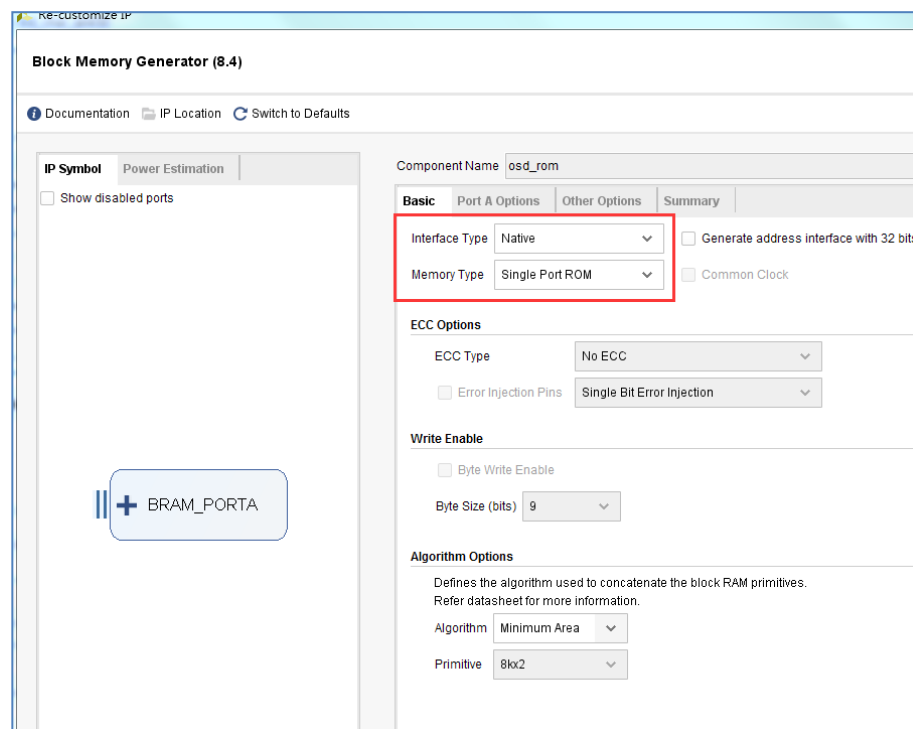 Re-customize IP
Block Memory Generator (8.4)
Documentation IP Location Switch to Defaults
IP Symbol Power Estimation
Show disabled ports
BRAM_PORTA
Component Name osd_rom
Basic Port A Options Other Options Summary
Interface Type Native Generate address interface with 32 bits
Memory Type Single Port ROM Common Clock
ECC Options
ECC Type No ECC
Error Injection Pins Single Bit Error Injection
Write Enable
Byte Write Enable
Byte Size (bits) 9
Algorithm Options
Defines the algorithm used to concatenate the block RAM primitives.
Refer datasheet for more information.
Algorithm Minimum Area
Primitive 8kx2